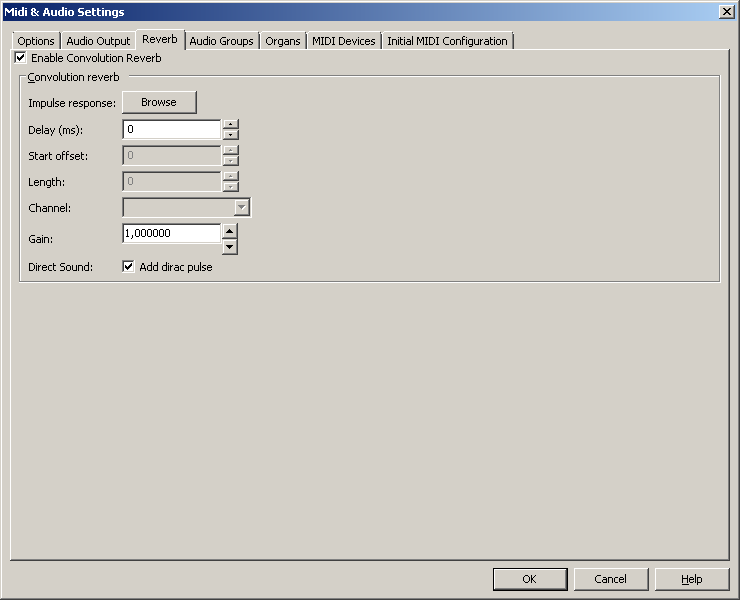 Midi & Audio Settings
Options Audio Output Reverb Audio Groups Organs MIDI Devices Initial MIDI Configuration
Enable Convolution Reverb
Convolution reverb
Impulse response: Browse
Delay (ms): 0
Start offset: 0
Length: 0
Channel:
Gain: 1,000000
Direct Sound: Add dirac pulse
OK Cancel Help